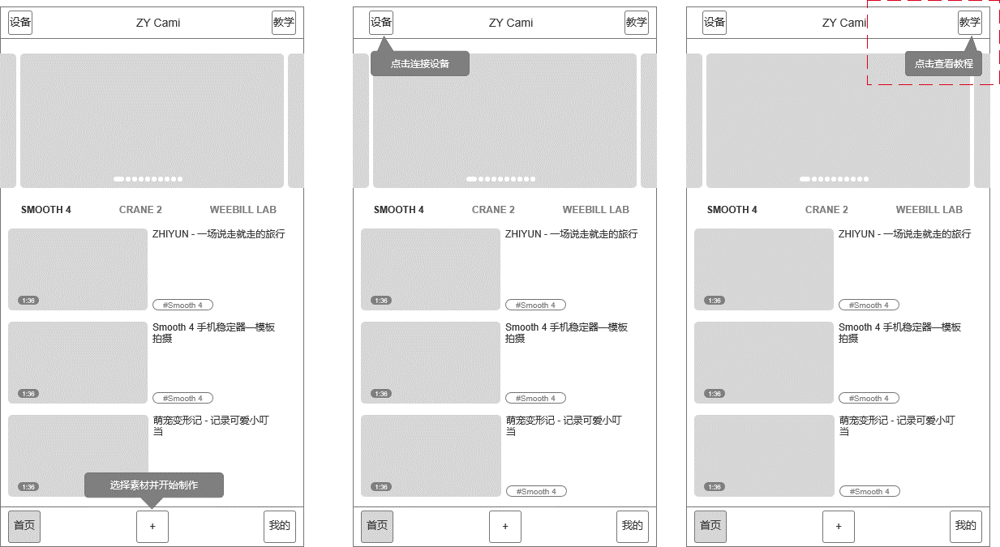 设备
ZY Cami
教学
SMOOTH 4
CRANE 2
WEEBILL LAB
ZHIYUN - 一场说走就走的旅行
1:36
#Smooth 4
Smooth 4 手机稳定器—模板
拍摄
1:36
#Smooth 4
萌宠变形记 - 记录可爱小叮
当
1:36
选择素材并开始制作
首页
+
我的
设备
ZY Cami
教学
点击连接设备
SMOOTH 4
CRANE 2
WEEBILL LAB
ZHIYUN - 一场说走就走的旅行
1:36
#Smooth 4
Smooth 4 手机稳定器—模板
拍摄
1:36
#Smooth 4
萌宠变形记 - 记录可爱小叮
当
1:36
#Smooth 4
首页
+
我的
设备
ZY Cami
教学
点击查看教程
SMOOTH 4
CRANE 2
WEEBILL LAB
ZHIYUN - 一场说走就走的旅行
1:36
#Smooth 4
Smooth 4 手机稳定器—模板
拍摄
1:36
#Smooth 4
萌宠变形记 - 记录可爱小叮
当
1:36
#Smooth 4
首页
+
我的